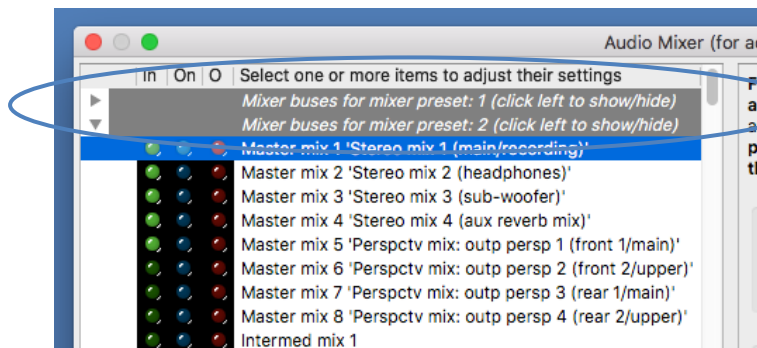 Audio Mixer (for a
In On O Select one or more items to adjust their settings
Mixer buses for mixer preset: 1 (click left to show/hide)
Mixer buses for mixer preset: 2 (click left to show/hide)
Master mix 1 'Stereo mix 1 (main/recording)'
Master mix 2 'Stereo mix 2 (headphones)'
Master mix 3 'Stereo mix 3 (sub-woofer)'
Master mix 4 'Stereo mix 4 (aux reverb mix)'
Master mix 5 'Perspctv mix: outp persp 1 (front 1/main)'
Master mix 6 'Perspctv mix: outp persp 2 (front 2/upper)'
Master mix 7 'Perspctv mix: outp persp 3 (rear 1/main)'
Master mix 8 'Perspctv mix: outp persp 4 (rear 2/upper)'
Intermed mix 1